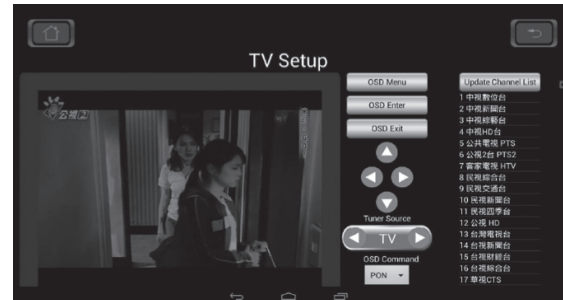 TV Setup
公視2
OSD Menu
OSD Enter
OSD Exit
Tuner Source
TV
OSD Command
PON
Update Channel List
1 中視數位台
2 中視新聞台
3 中視綜藝台
4 中視HD台
5 公共電視 PTS
6 公視2台 PTS2
7 客家電視 HTV
8 民視綜合台
9 民視交通台
10 民視新聞台
11 民視四季台
12 公視 HD
13 台灣電視台
14 台視新聞台
15 台視財經台
16 台視綜合台
17 華視CTS